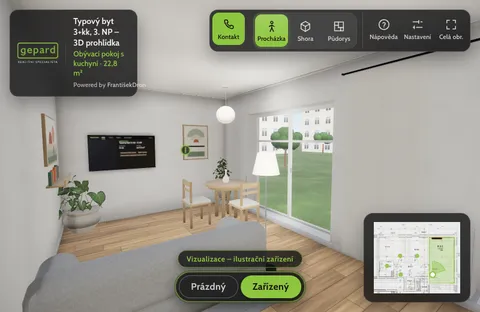 gepard
Typový byt
3+kk, 3. NP –
3D prohlídka
Obývací pokoj s
kuchyní · 22,8
m²
Powered by FrantišekDmp
Kontakt
Procházka
Shora
Půdorys
Nápověda
Nastavení
Celá obr.
Vizualizace – ilustrační zařízení
Prázdný
Zařízený